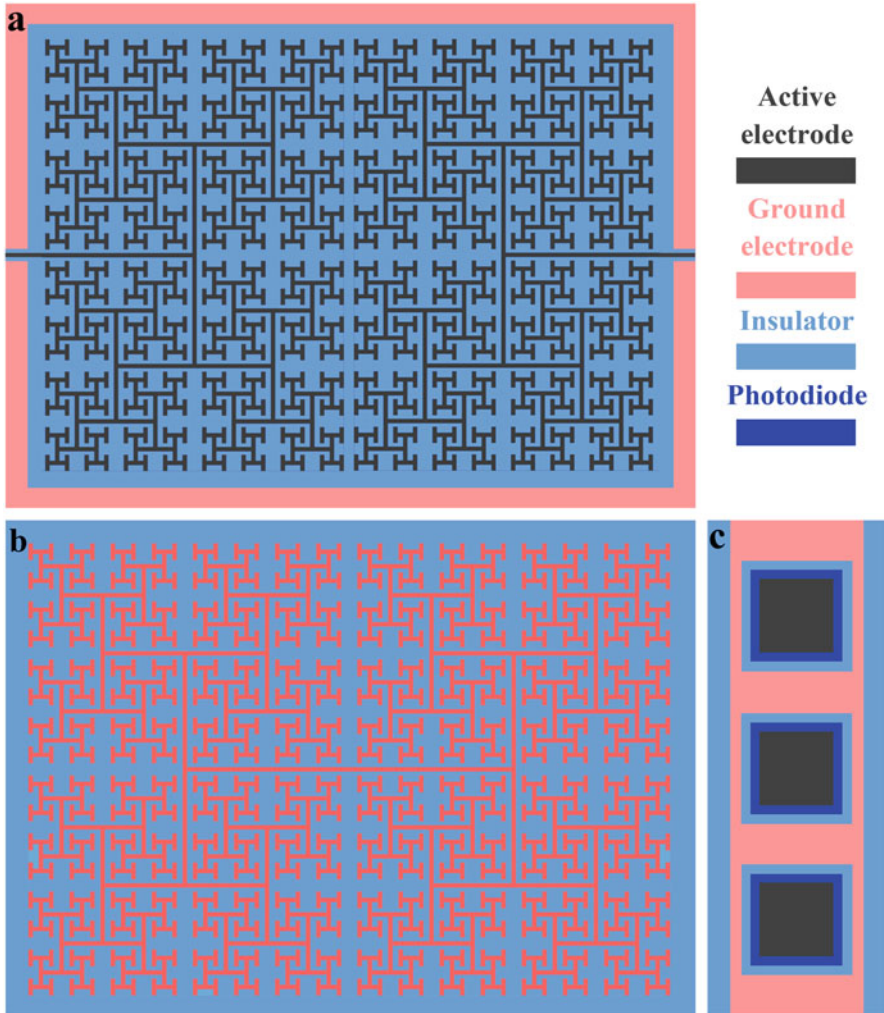 a
Active
electrode
Ground
electrode
Insulator
Photodiode
b
c